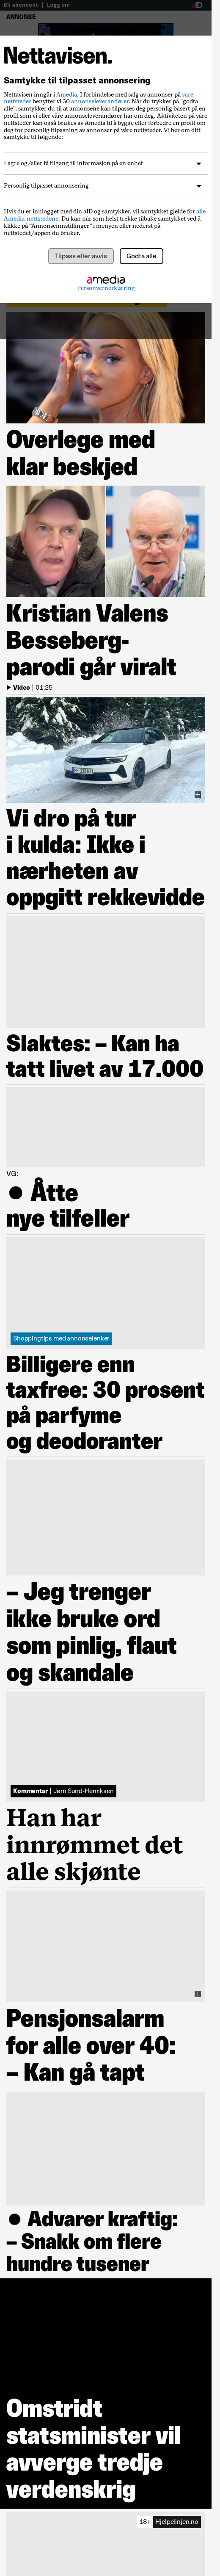 Bli abonnent | Logg inn
aID
ANNONSE
Nettavisen.
Samtykke til tilpasset annonsering
Nettavisen inngår i Amedia. I forbindelse med salg av annonser på våre
nettsteder benytter vi 30 annonseleverandører. Når du trykker på "godta
alle", samtykker du til at annonsene kan tilpasses deg personlig basert på en
profil som vi eller våre annonseleverandører har om deg. Aktiviteten på våre
nettsteder kan også brukes av Amedia til å bygge eller forbedre en profil om
deg for personlig tilpassing av annonser på våre nettsteder. Vi ber om ditt
samtykke til følgende:
Lagre og/eller få tilgang til informasjon på en enhet
Personlig tilpasset annonsering
Hvis du er innlogget med din aID og samtykker, vil samtykket gjelde for alle
Amedia-nettstedene. Du kan når som helst trekke tilbake samtykket ved å
klikke på “Annonseinnstillinger” i menyen eller nederst på
nettstedet/appen du bruker.
Tilpass eller avvis
Godta alle
amedia
Personvernerklæring
Overlege med
klar beskjed
Kristian Valens
Besseberg-
parodi går viralt
Video | 01:25
Vi dro på tur
i kulda: Ikke i
nærheten av
oppgitt rekkevidde
Slaktes: – Kan ha
tatt livet av 17.000
VG:
● Åtte
nye tilfeller
Shoppingtips med annonselenker
Billigere enn
taxfree: 30 prosent
på parfyme
og deodoranter
– Jeg trenger
ikke bruke ord
som pinlig, flaut
og skandale
Kommentar | Jørn Sund-Henriksen
Han har
innrømmet det
alle skjønte
Pensjonsalarm
for alle over 40:
– Kan gå tapt
● Advarer kraftig:
– Snakk om flere
hundre tusener
Omstridt
statsminister vil
avverge tredje
verdenskrig
18+ Hjelpelinjen.no